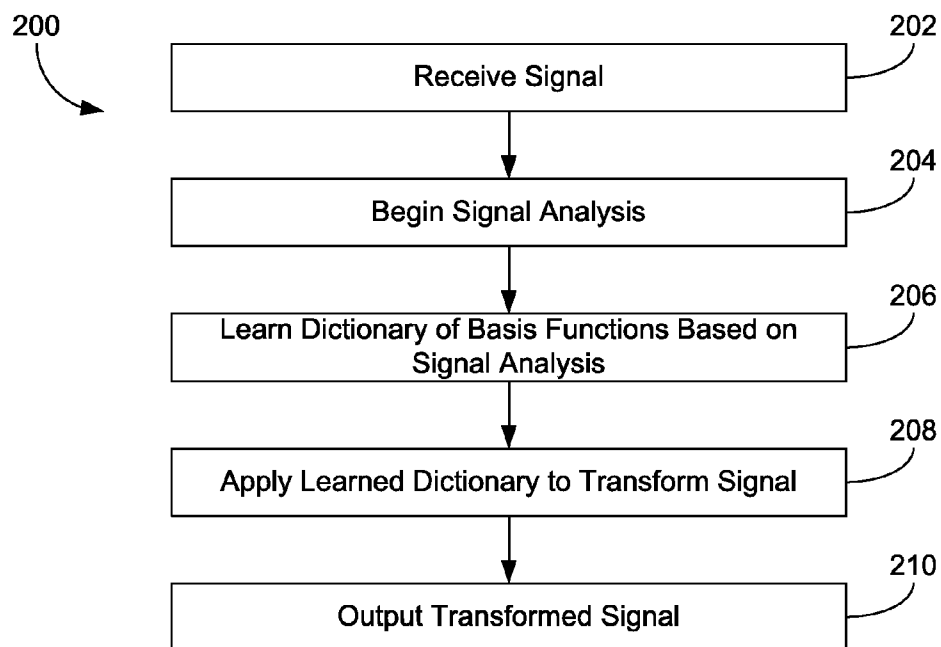 200
202
Receive Signal
204
Begin Signal Analysis
206
Learn Dictionary of Basis Functions Based on
Signal Analysis
208
Apply Learned Dictionary to Transform Signal
210
Output Transformed Signal